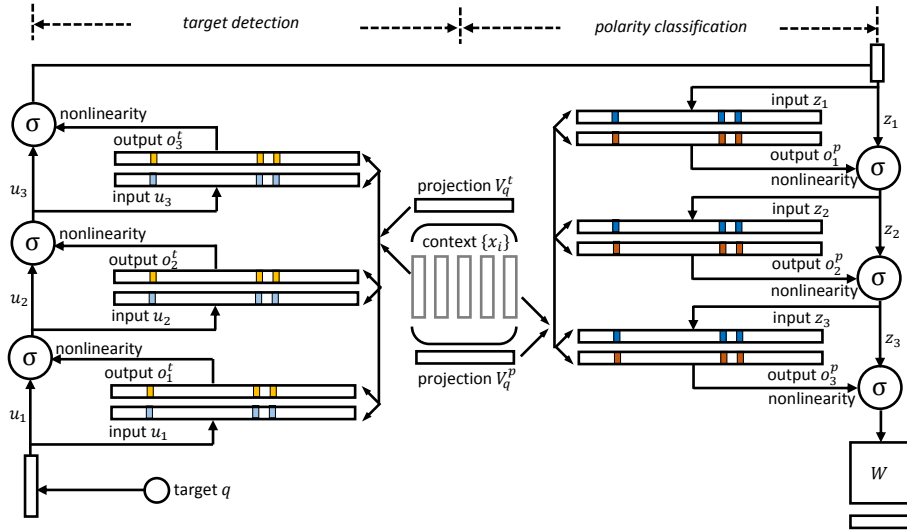 target detection
polarity classification
σ
nonlinearity
output $o_3^t$
input $u_3$
$u_3$
σ
nonlinearity
output $o_2^t$
input $u_2$
$u_2$
σ
nonlinearity
output $o_1^t$
input $u_1$
$u_1$
target $q$
projection $V_q^t$
context $\{x_i\}$
projection $V_q^p$
input $z_1$
$z_1$
output $o_1^p$
σ
nonlinearity
input $z_2$
$z_2$
output $o_2^p$
σ
nonlinearity
input $z_3$
$z_3$
output $o_3^p$
σ
nonlinearity
$W$